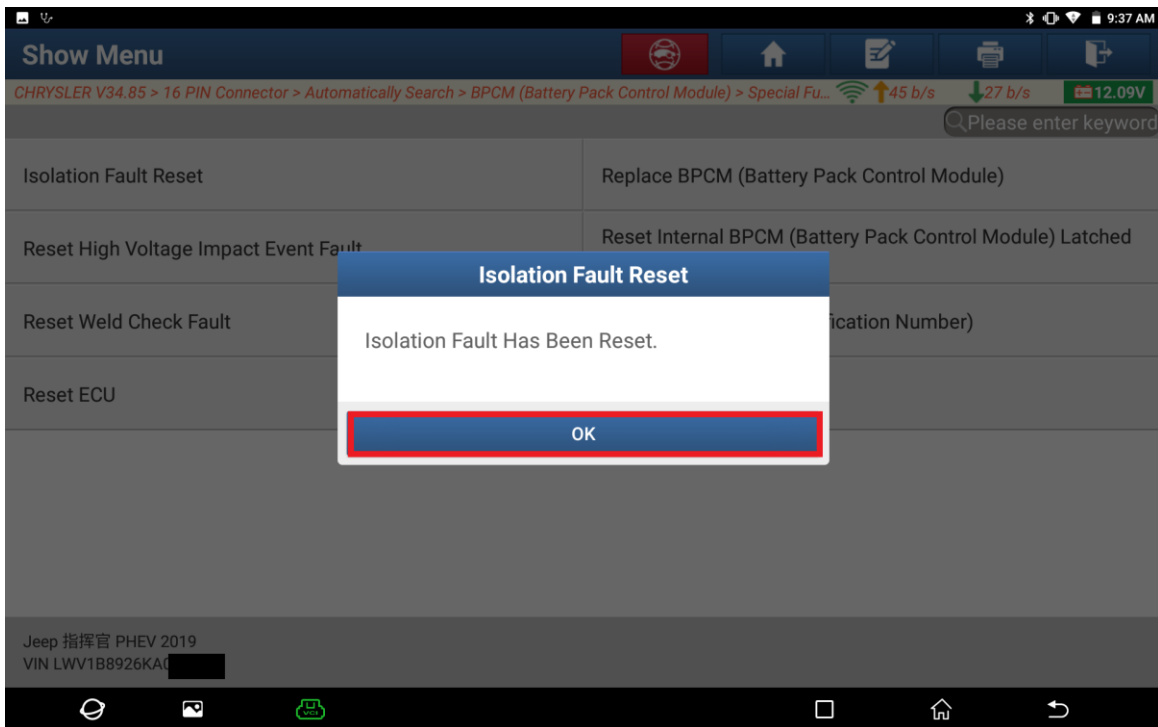 9:37 AM
Show Menu
CHRYSLER V34.85 > 16 PIN Connector > Automatically Search > BPCM (Battery Pack Control Module) > Special Fu... 45 b/s 27 b/s 12.09V
Please enter keyword
Isolation Fault Reset
Replace BPCM (Battery Pack Control Module)
Reset High Voltage Impact Event Fault
Reset Internal BPCM (Battery Pack Control Module) Latched
Isolation Fault Reset
Reset Weld Check Fault
ication Number)
Isolation Fault Has Been Reset.
Reset ECU
OK
Jeep 指挥官 PHEV 2019
VIN LWV1B8926KA
VCI